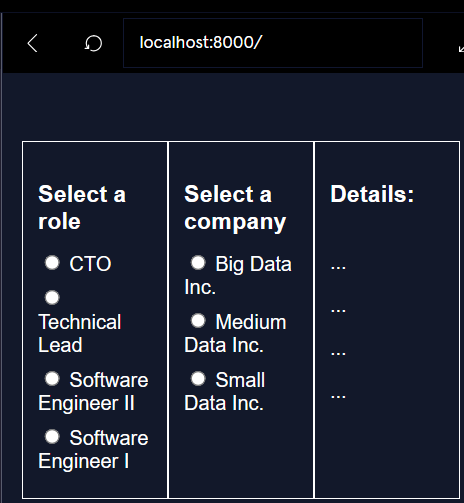 localhost:8000/
Select a
role
CTO
Technical
Lead
Software
Engineer II
Software
Engineer I
Select a
company
Big Data
Inc.
Medium
Data Inc.
Small
Data Inc.
Details:
...
...
...
...